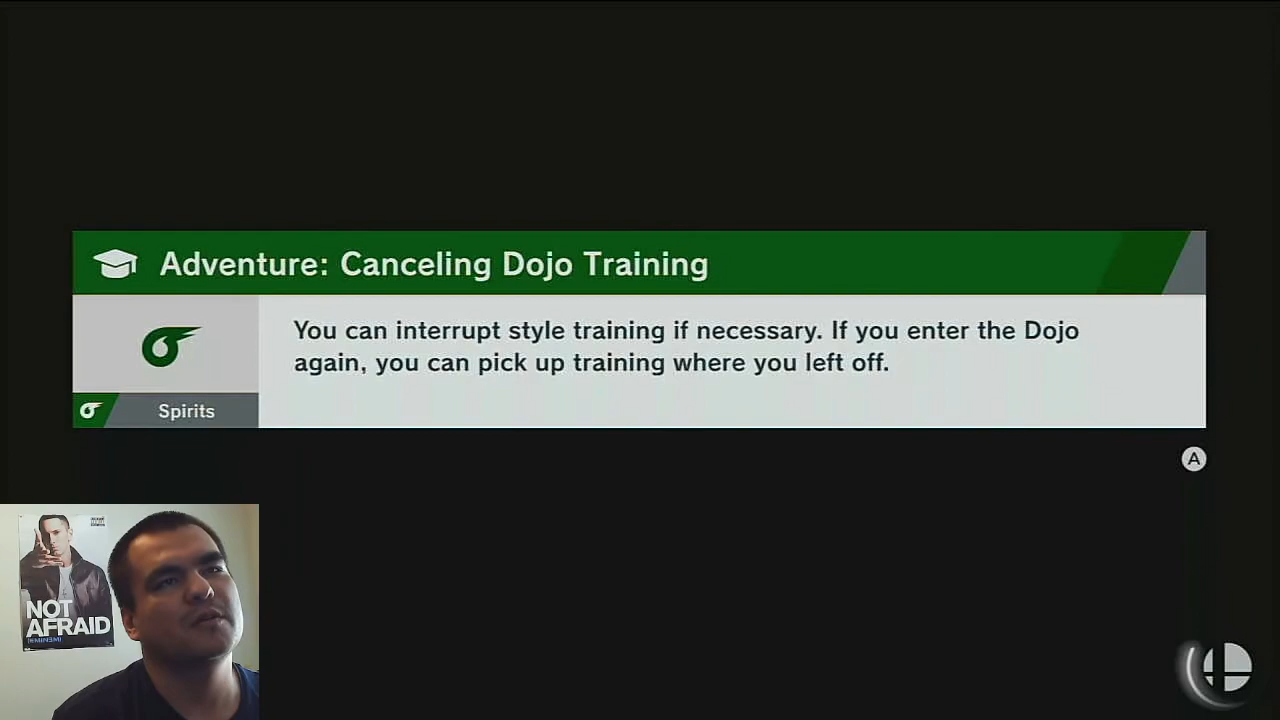 Adventure: Canceling Dojo Training
You can interrupt style training if necessary. If you enter the Dojo
again, you can pick up training where you left off.
Spirits
A
NOT
AFRAID
EMINEM